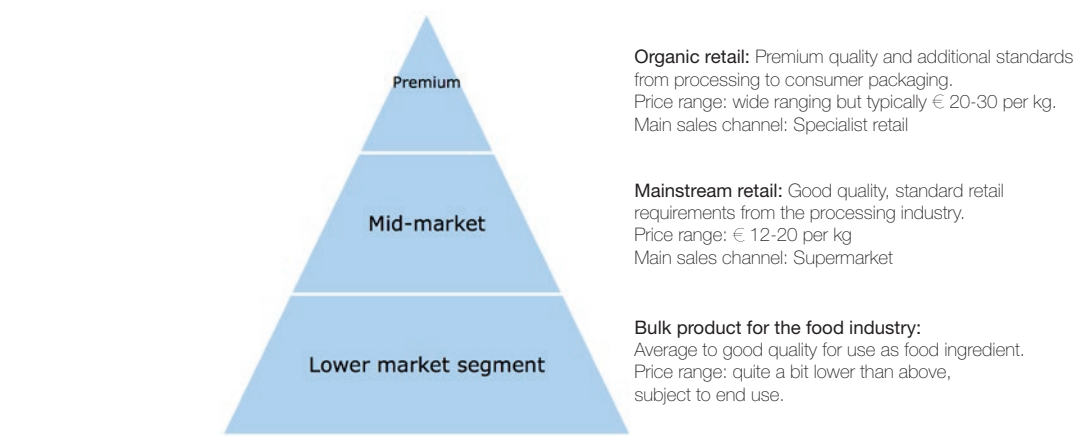 Premium
Organic retail: Premium quality and additional standards
from processing to consumer packaging.
Price range: wide ranging but typically € 20-30 per kg.
Main sales channel: Specialist retail
Mid-market
Mainstream retail: Good quality, standard retail
requirements from the processing industry.
Price range: € 12-20 per kg
Main sales channel: Supermarket
Lower market segment
Bulk product for the food industry:
Average to good quality for use as food ingredient.
Price range: quite a bit lower than above,
subject to end use.